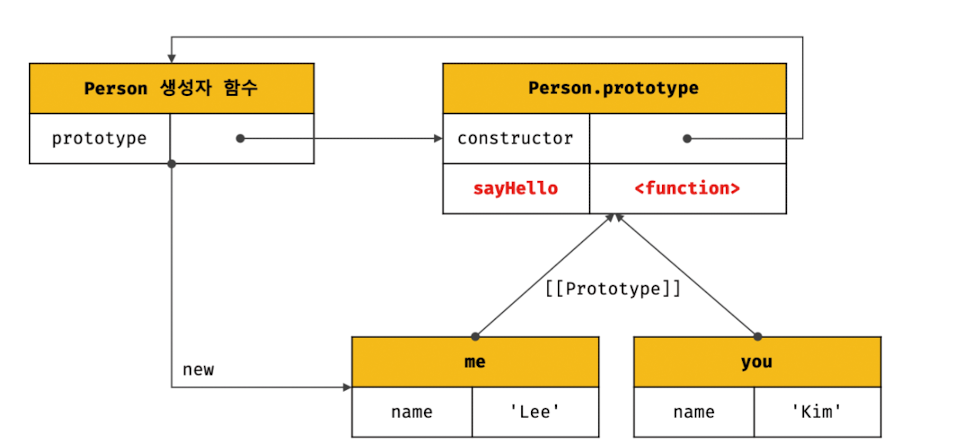 Person 생성자 함수
prototype
Person.prototype
constructor
sayHello
<function>
[[Prototype]]
new
me
name
'Lee'
you
name
'Kim'